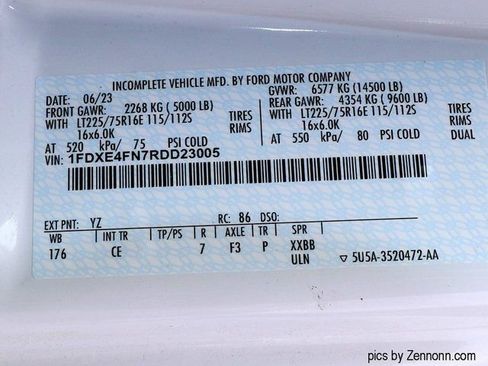 INCOMPLETE VEHICLE MFD. BY FORD MOTOR COMPANY
DATE: 06/23 GVWR: 6577 KG (14500 LB)
FRONT GAWR: 2268 KG (5000 LB) REAR GAWR: 4354 KG (9600 LB)
WITH LT225/75R16E 115/112S TIRES WITH LT225/75R16E 115/112S TIRES
16x6.0K RIMS 16x6.0K RIMS
AT 520 kPa/ 75 PSI COLD AT 550 kPa/ 80 PSI COLD DUAL
VIN: 1FDXE4FN7RDD23005
EXT PNT: YZ RC: 86 DSO:
WB INT TR TP/PS R AXLE TR SPR
176 CE 7 F3 P XXBB
ULN ▽ 5U5A-3520472-AA
pics by Zennonn.com